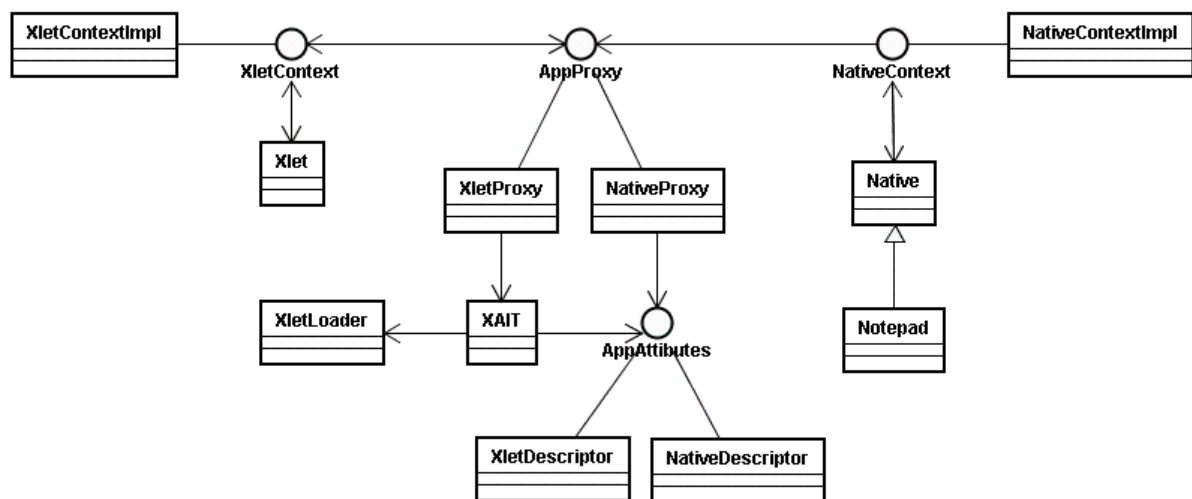 XletContextImpl
NativeContextImpl
XletContext
AppProxy
NativeContext
Xlet
XletProxy
NativeProxy
Native
XletLoader
XAIT
AppAttibutes
Notepad
XletDescriptor
NativeDescriptor